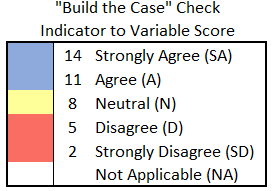 "Build the Case" Check
Indicator to Variable Score
14 Strongly Agree (SA)
11 Agree (A)
8 Neutral (N)
5 Disagree (D)
2 Strongly Disagree (SD)
Not Applicable (NA)